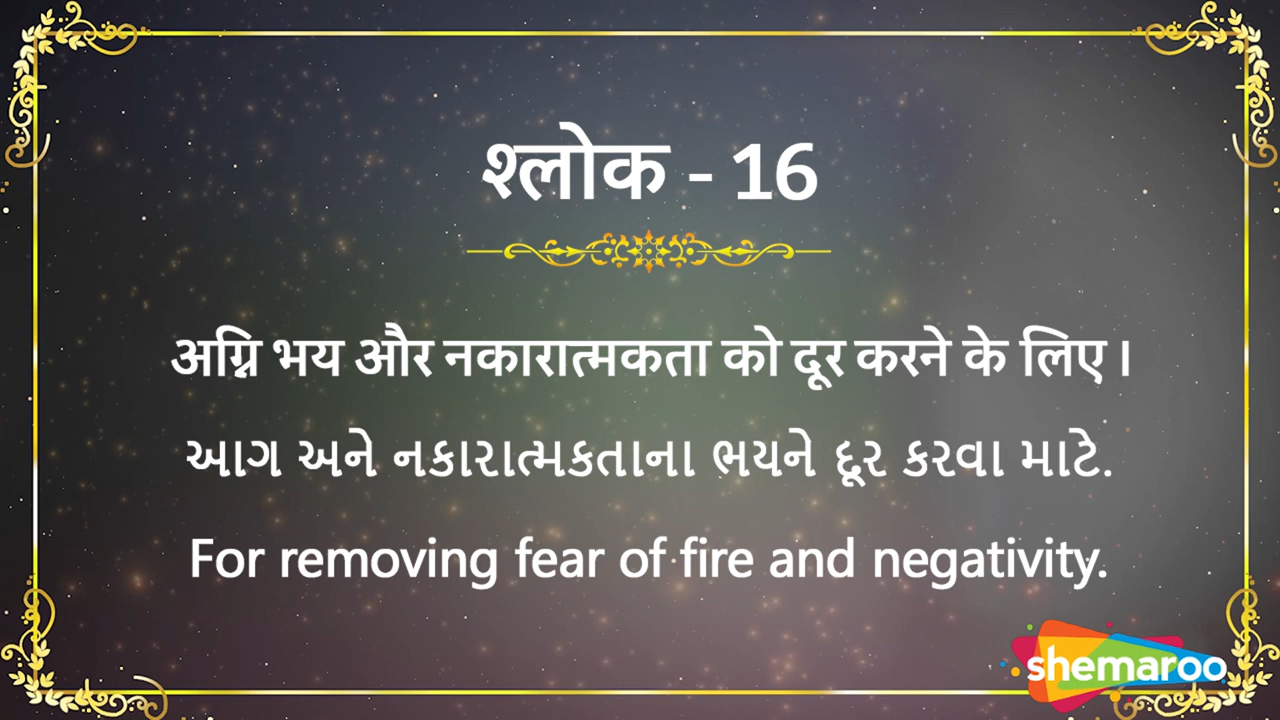 श्लोक - 16
अग्नि भय और नकारात्मकता को दूर करने के लिए ।
આગ અને નકારાત્મકતાના ભયને દૂર કરવા માટે.
For removing fear of fire and negativity.
shemaroo